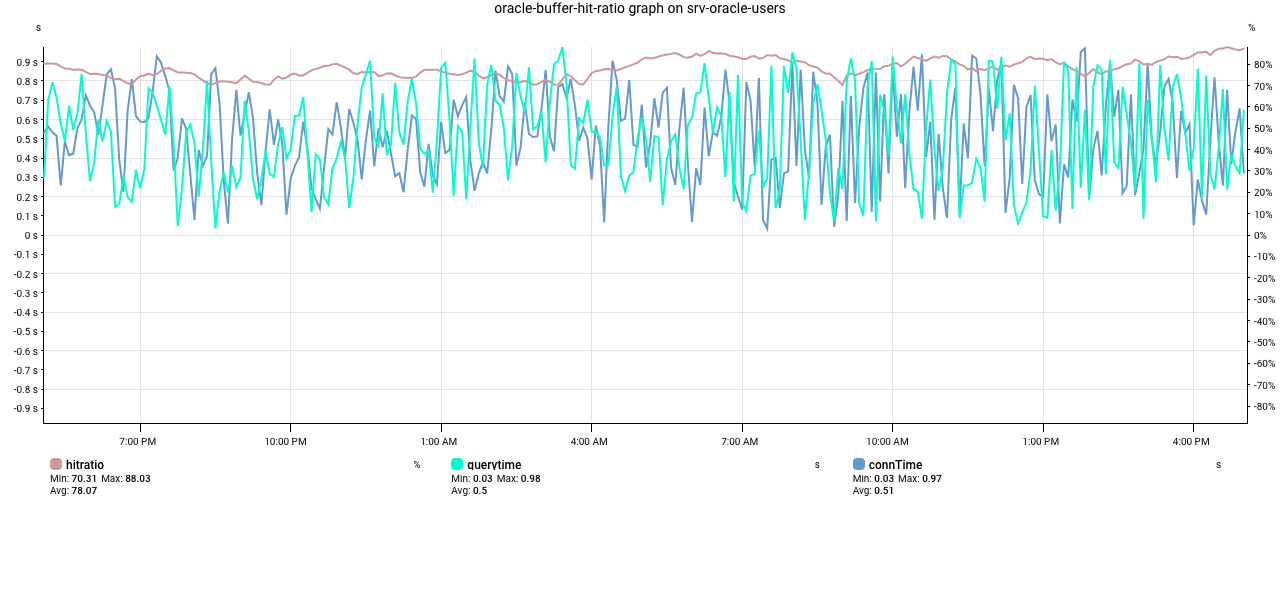 oracle-buffer-hit-ratio graph on srv-oracle-users
s %
0.9 s 80%
0.8 s 70%
0.7 s 60%
0.6 s 50%
0.5 s 40%
0.4 s 30%
0.3 s 20%
0.2 s 10%
0.1 s 0%
0 s -10%
-0.1 s -20%
-0.2 s -30%
-0.3 s -40%
-0.4 s -50%
-0.5 s -60%
-0.6 s -70%
-0.7 s -80%
-0.8 s
-0.9 s
7:00 PM 10:00 PM 1:00 AM 4:00 AM 7:00 AM 10:00 AM 1:00 PM 4:00 PM
hitratio % querytime s connTime s
Min: 70.31 Max: 88.03 Min: 0.03 Max: 0.98 Min: 0.03 Max: 0.97
Avg: 78.07 Avg: 0.5 Avg: 0.51